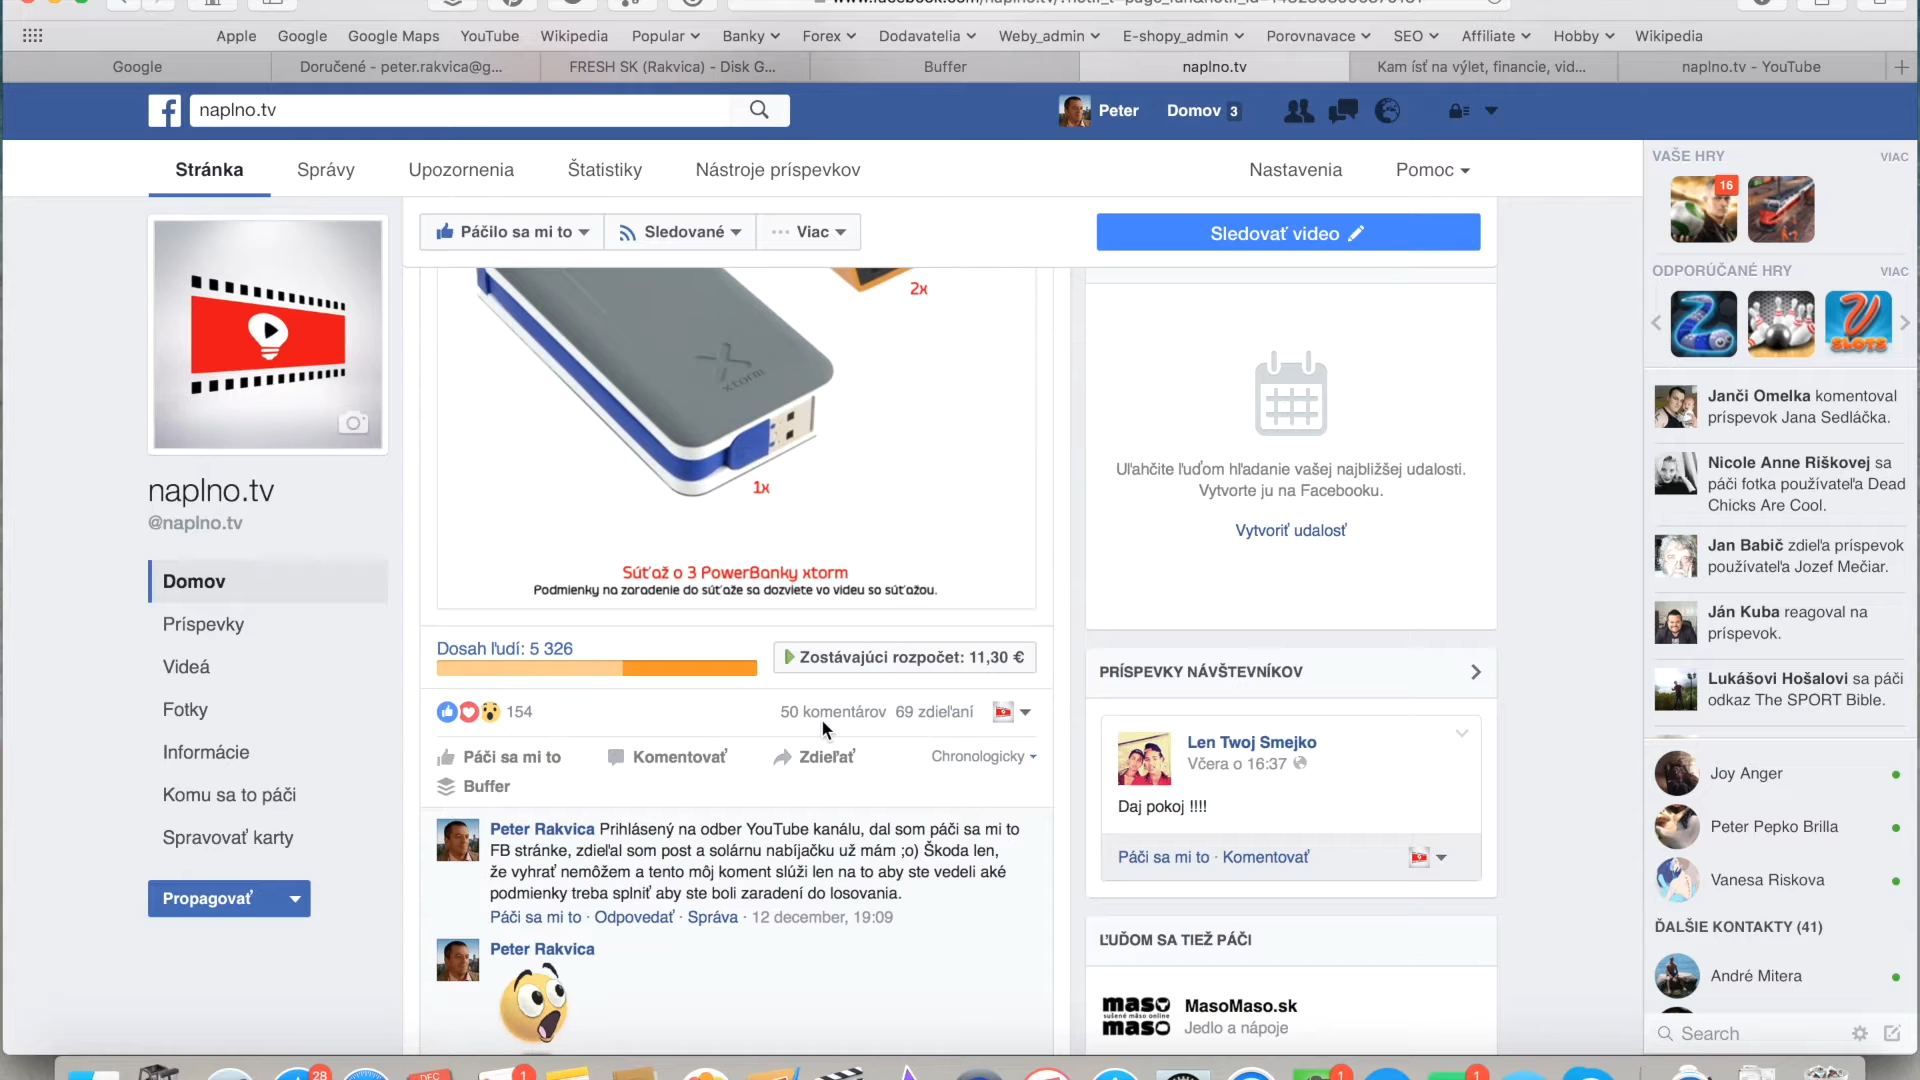 Apple Google Google Maps YouTube Wikipedia Popular Banky Forex Dodavatelia Weby_admin E-shopy_admin Porovnavace SEO Affiliate Hobby Wikipedia
Google Doručené - peter.rakvica@g... FRESH SK (Rakvica) - Disk G... Buffer naplno.tv Kam ísť na výlet, financie, vid... naplno.tv - YouTube
naplno.tv Peter Domov 3
Stránka Správy Upozornenia Štatistiky Nástroje príspevkov Nastavenia Pomoc
Páčilo sa mi to Sledované Viac Sledovať video
naplno.tv
@naplno.tv
Domov
Príspevky
Videá
Fotky
Informácie
Komu sa to páči
Spravovať karty
Propagovať
2x
xtorm
1x
Súťaž o 3 PowerBanky xtorm
Podmienky na zaradenie do súťaže sa dozviete vo videu so súťažou.
Dosah ľudí: 5 326
Zostávajúci rozpočet: 11,30 €
154 50 komentárov 69 zdieľaní
Páči sa mi to Komentovať Zdieľať Chronologicky
Buffer
Peter Rakvica Prihlásený na odber YouTube kanálu, dal som páči sa mi to
FB stránke, zdieľal som post a solárnu nabíjačku už mám ;o) Škoda len,
že vyhrať nemôžem a tento môj koment slúži len na to aby ste vedeli aké
podmienky treba splniť aby ste boli zaradení do losovania.
Páči sa mi to · Odpovedať · Správa · 12 december, 19:09
Peter Rakvica
Uľahčite ľuďom hľadanie vašej najbližšej udalosti.
Vytvorte ju na Facebooku.
Vytvoriť udalosť
PRÍSPEVKY NÁVŠTEVNÍKOV
Len Twoj Smejko
Včera o 16:37
Daj pokoj !!!!
Páči sa mi to · Komentovať
ĽUĎOM SA TIEŽ PÁČI
maso
sušené mäso online
maso
MasoMaso.sk
Jedlo a nápoje
VAŠE HRY VIAC
16
ODPORÚČANÉ HRY VIAC
SLOTS
Janči Omelka komentoval
príspevok Jana Sedláčka.
Nicole Anne Riškovej sa
páči fotka používateľa Dead
Chicks Are Cool.
Jan Babič zdieľa príspevok
používateľa Jozef Mečiar.
Ján Kuba reagoval na
príspevok.
Lukášovi Hošalovi sa páči
odkaz The SPORT Bible.
Joy Anger
Peter Pepko Brilla
Vanesa Riskova
ĎALŠIE KONTAKTY (41)
André Mitera
Search
28 DEC 1 1 1